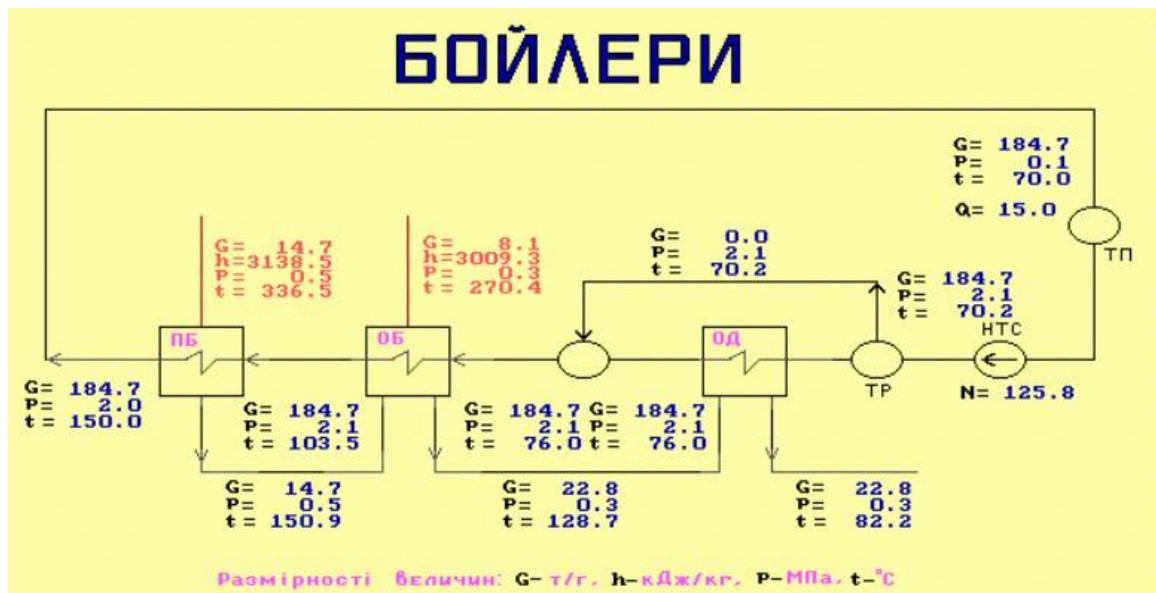 БОЙЛЕРИ
G= 184.7
P= 0.1
t = 70.0
Q= 15.0
ТП
G= 14.7
h=3138.5
P= 0.5
t = 336.5
G= 8.1
h=3009.3
P= 0.3
t = 270.4
G= 0.0
P= 2.1
t = 70.2
G= 184.7
P= 2.1
t = 70.2
НТС
ПБ
ОБ
ОД
ТР
N= 125.8
G= 184.7
P= 2.0
t = 150.0
G= 184.7
P= 2.1
t = 103.5
G= 184.7
P= 2.1
t = 76.0
G= 184.7
P= 2.1
t = 76.0
G= 14.7
P= 0.5
t = 150.9
G= 22.8
P= 0.3
t = 128.7
G= 22.8
P= 0.3
t = 82.2
Размірності величин: G- т/г, h-кДж/кг, P-МПа, t-°C